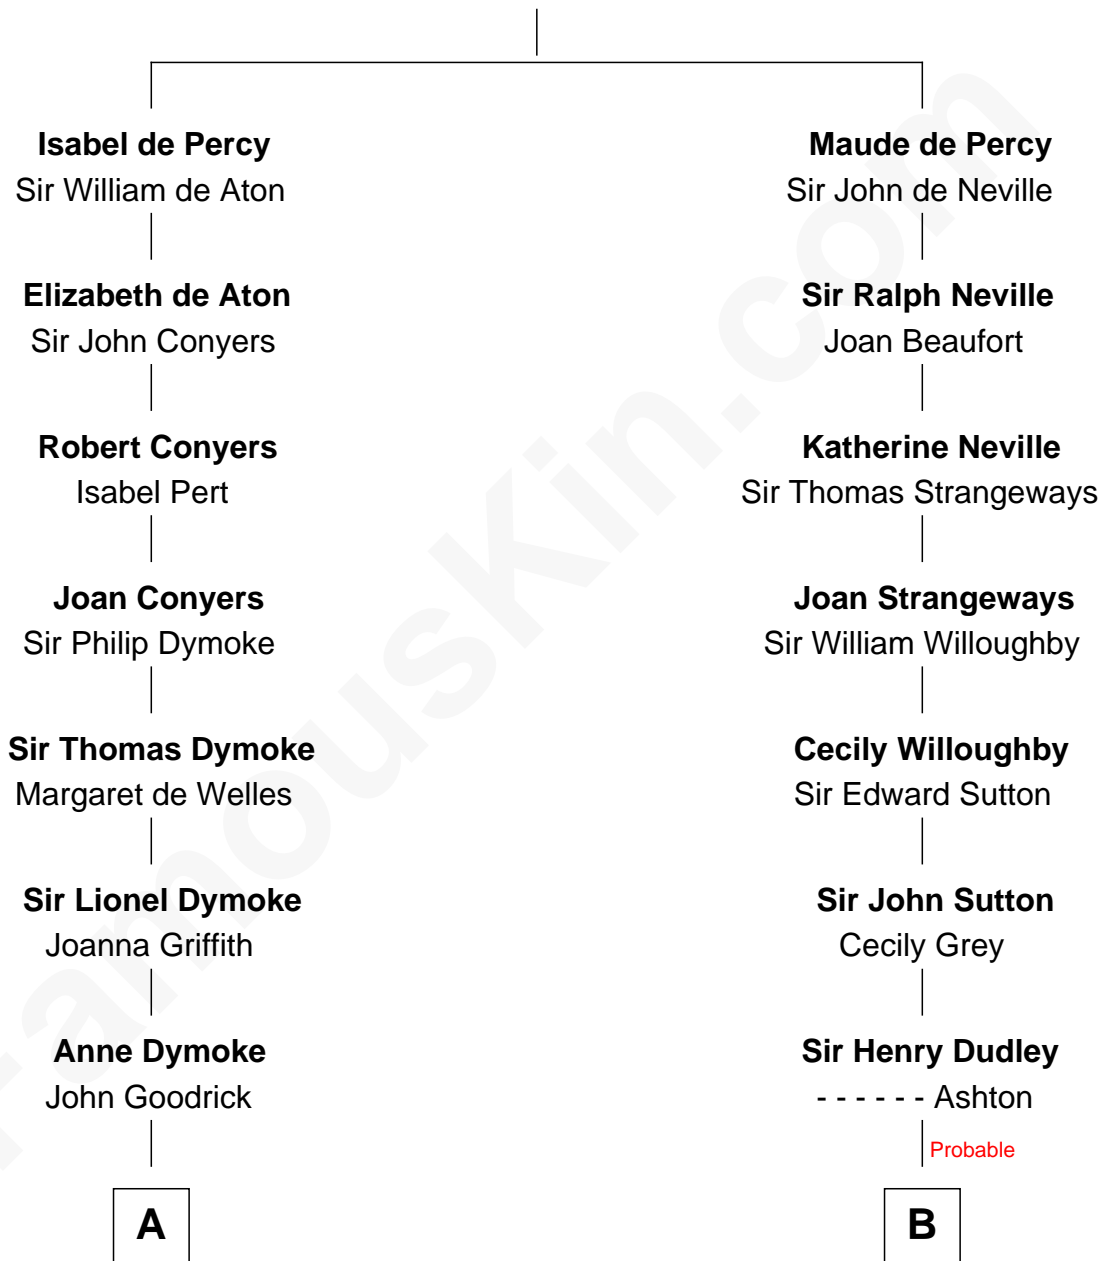 Isabel de Percy
Sir William de Aton
Maude de Percy
Sir John de Neville
Elizabeth de Aton
Sir John Conyers
Sir Ralph Neville
Joan Beaufort
Robert Conyers
Isabel Pert
Katherine Neville
Sir Thomas Strangeways
Joan Conyers
Sir Philip Dymoke
Joan Strangeways
Sir William Willoughby
Sir Thomas Dymoke
Margaret de Welles
Cecily Willoughby
Sir Edward Sutton
Sir Lionel Dymoke
Joanna Griffith
Sir John Sutton
Cecily Grey
Anne Dymoke
John Goodrick
Sir Henry Dudley
- - - - - - Ashton
Probable
A
B
FamousKin.com